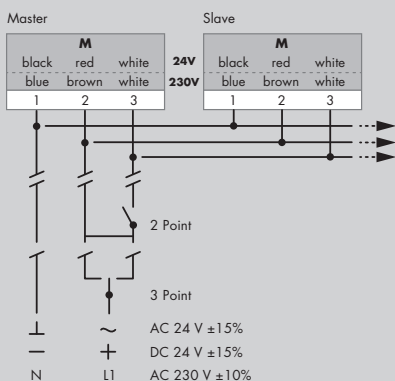 Master Slave
M M
black red white 24V black red white
blue brown white 230V blue brown white
1 2 3 1 2 3
2 Point
3 Point
⊥ ~ AC 24 V ±15%
− + DC 24 V ±15%
N L1 AC 230 V ±10%